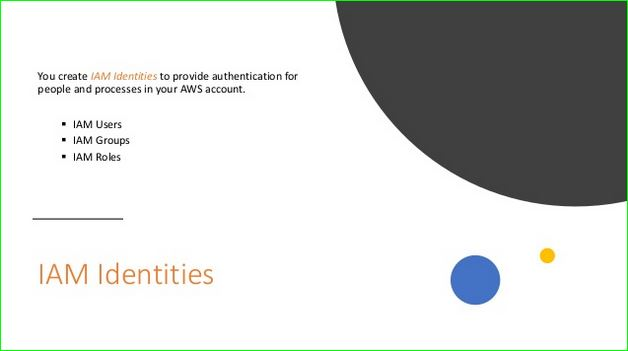 You create IAM Identities to provide authentication for
people and processes in your AWS account.
▪ IAM Users
▪ IAM Groups
▪ IAM Roles
IAM Identities